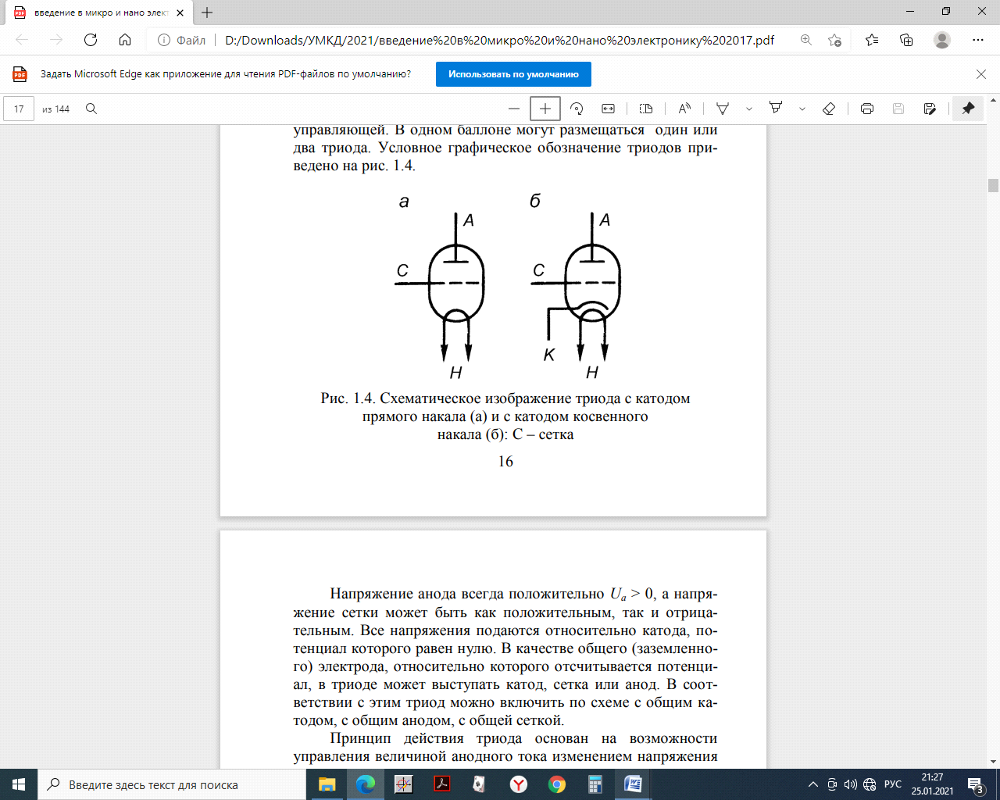 введение в микро и нано элект
Файл
D:/Downloads/УМКД/2021/введение%20в%20микро%20и%20нано%20электронику%202017.pdf
Задать Microsoft Edge как приложение для чтения PDF-файлов по умолчанию?
Использовать по умолчанию
17 из 144
управляющей. В одном баллоне могут размещаться один или
два триода. Условное графическое обозначение триодов при-
ведено на рис. 1.4.
а б
А А
С С
К
Н Н
Рис. 1.4. Схематическое изображение триода с катодом
прямого накала (а) и с катодом косвенного
накала (б): С – сетка
16
Напряжение анода всегда положительно Uа > 0, а напря-
жение сетки может быть как положительным, так и отрица-
тельным. Все напряжения подаются относительно катода, по-
тенциал которого равен нулю. В качестве общего (заземленно-
го) электрода, относительно которого отсчитывается потенци-
ал, в триоде может выступать катод, сетка или анод. В соот-
ветствии с этим триод можно включить по схеме с общим ка-
тодом, с общим анодом, с общей сеткой.
Принцип действия триода основан на возможности
управления величиной анодного тока изменением напряжения
Введите здесь текст для поиска
РУС
21:27
25.01.2021
3